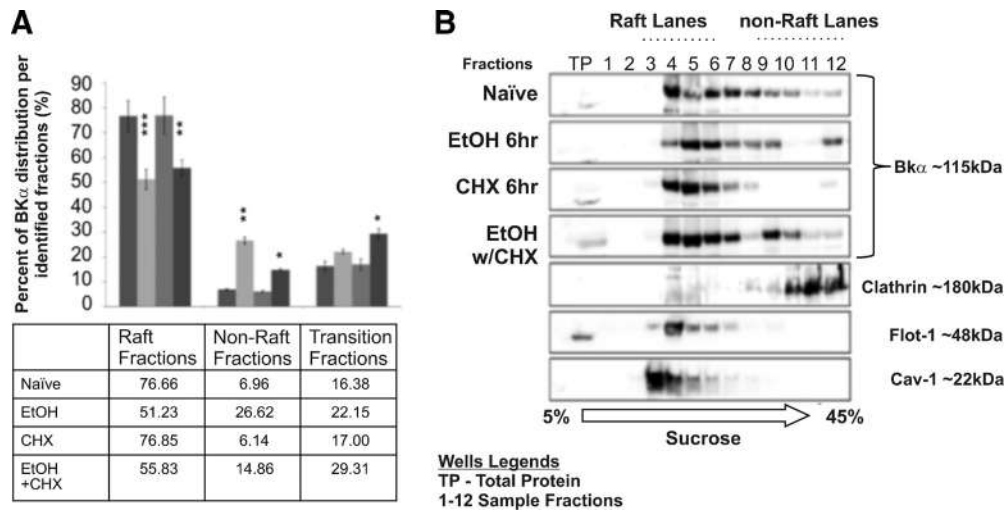 A
Percent of BKα distribution per
identified fractions (%)
90
80
70
60
50
40
30
20
10
0
***
**
**
*
*
Raft Fractions
Non-Raft Fractions
Transition Fractions
Naïve 76.66 6.96 16.38
EtOH 51.23 26.62 22.15
CHX 76.85 6.14 17.00
EtOH +CHX 55.83 14.86 29.31
B
Raft Lanes non-Raft Lanes
Fractions TP 1 2 3 4 5 6 7 8 9 10 11 12
Naïve
EtOH 6hr
CHX 6hr
EtOH
w/CHX
Bkα ~115kDa
Clathrin ~180kDa
Flot-1 ~48kDa
Cav-1 ~22kDa
5% 45%
Sucrose
Wells Legends
TP - Total Protein
1-12 Sample Fractions